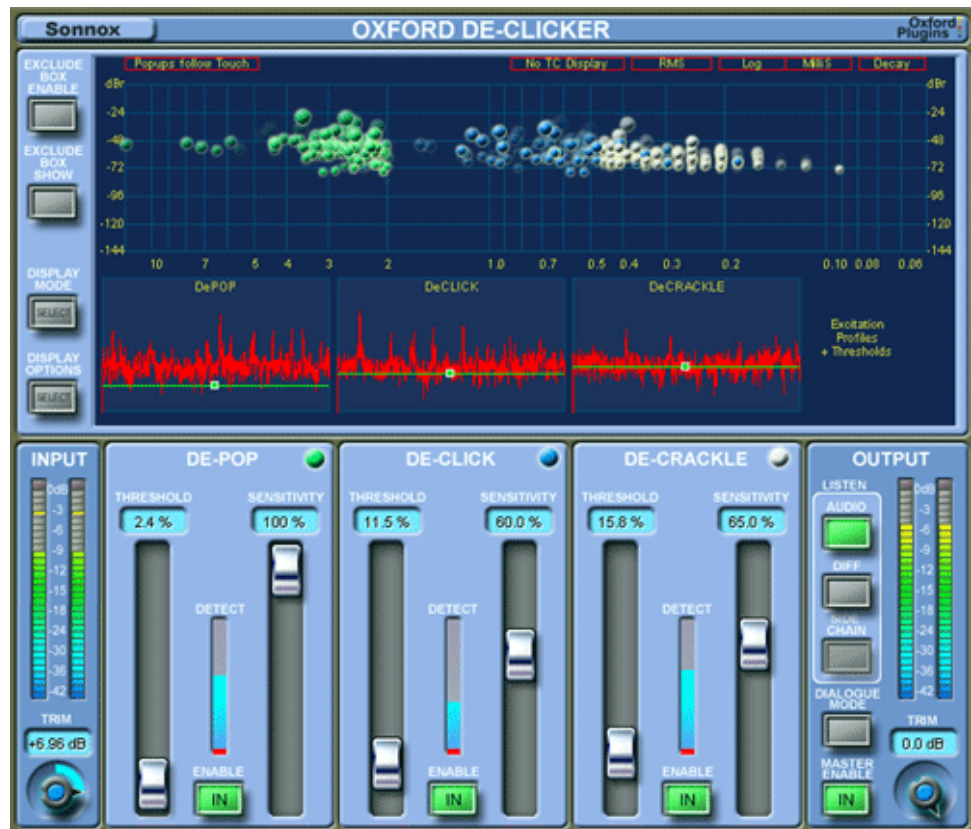 Sonnox
OXFORD DE-CLICKER
Oxford
Plugins
EXCLUDE
BOX
ENABLE
EXCLUDE
BOX
SHOW
DISPLAY
MODE
SELECT
DISPLAY
OPTIONS
SELECT
Popups follow Touch
No TC Display
RMS
Log
MilliS
Decay
dBr
-24
-48
-72
-96
-120
-144
dBr
-24
-48
-72
-96
-120
-144
10 7 5 4 3 2 1.0 0.7 0.5 0.4 0.3 0.2 0.10 0.08 0.06
DePOP
DeCLICK
DeCRACKLE
Excitation
Profiles
+ Thresholds
INPUT
0dB
-3
-6
-9
-12
-15
-18
-24
-30
-36
-42
TRIM
+6.96 dB
DE-POP
THRESHOLD SENSITIVITY
2.4 % 100 %
DETECT
ENABLE
IN
DE-CLICK
THRESHOLD SENSITIVITY
11.5 % 60.0 %
DETECT
ENABLE
IN
DE-CRACKLE
THRESHOLD SENSITIVITY
15.8 % 65.0 %
DETECT
ENABLE
IN
OUTPUT
LISTEN
AUDIO
DIFF
SIDE
CHAIN
DIALOGUE
MODE
MASTER
ENABLE
IN
0dB
-3
-6
-9
-12
-15
-18
-24
-30
-36
-42
TRIM
0.0 dB